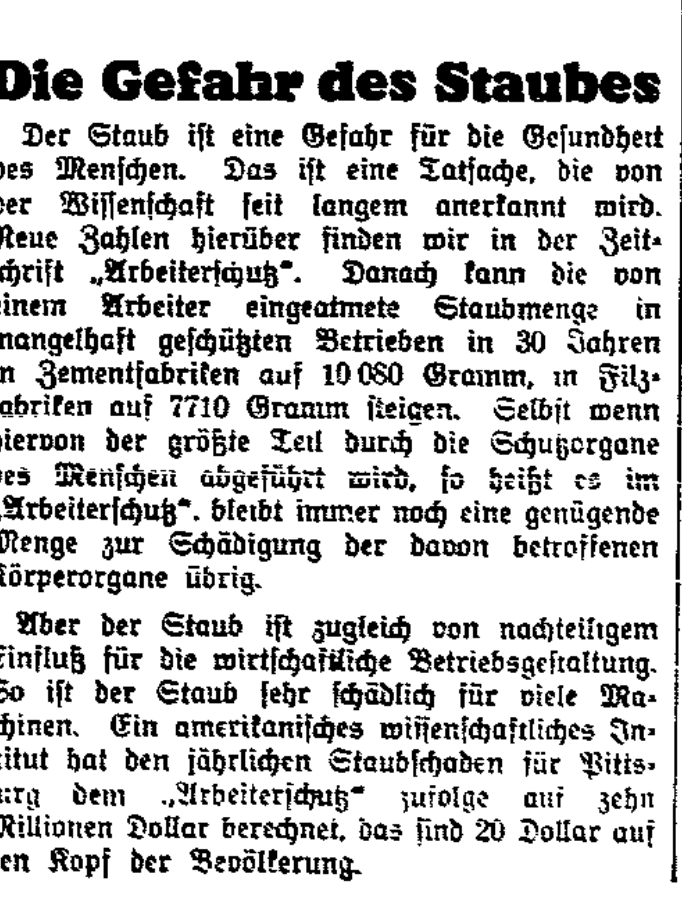 Die Gefahr des Staubes
Der Staub ist eine Gefahr für die Gesundheit
des Menschen. Das ist eine Tatsache, die von
der Wissenschaft seit langem anerkannt wird.
Neue Zahlen hierüber finden wir in der Zeit-
schrift „Arbeiterschutz“. Danach kann die von
einem Arbeiter eingeatmete Staubmenge in
mangelhaft geschützten Betrieben in 30 Jahren
in Zementfabriken auf 10 080 Gramm, in Filz-
fabriken auf 7710 Gramm steigen. Selbst wenn
hiervon der größte Teil durch die Schutzorgane
des Menschen abgeführt wird, so heißt es im
„Arbeiterschutz“, bleibt immer noch eine genügende
Menge zur Schädigung der davon betroffenen
Körperorgane übrig.
Aber der Staub ist zugleich von nachteiligem
Einfluß für die wirtschaftliche Betriebsgestaltung.
So ist der Staub sehr schädlich für viele Ma-
schinen. Ein amerikanisches wissenschaftliches In-
stitut hat den jährlichen Staubschaden für Pitts-
burg dem „Arbeiterschutz“ zufolge auf zehn
Millionen Dollar berechnet, das sind 20 Dollar auf
den Kopf der Bevölkerung.